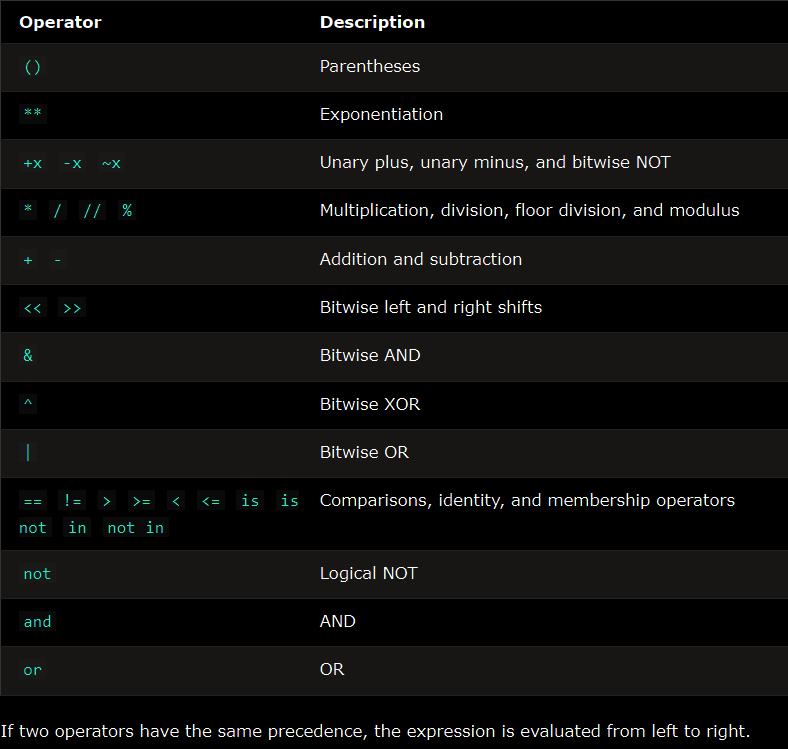 Operator Description
() Parentheses
** Exponentiation
+x -x ~x Unary plus, unary minus, and bitwise NOT
* / // % Multiplication, division, floor division, and modulus
+ - Addition and subtraction
<< >> Bitwise left and right shifts
& Bitwise AND
^ Bitwise XOR
| Bitwise OR
== != > >= < <= is is Comparisons, identity, and membership operators
not in not in
not Logical NOT
and AND
or OR
If two operators have the same precedence, the expression is evaluated from left to right.